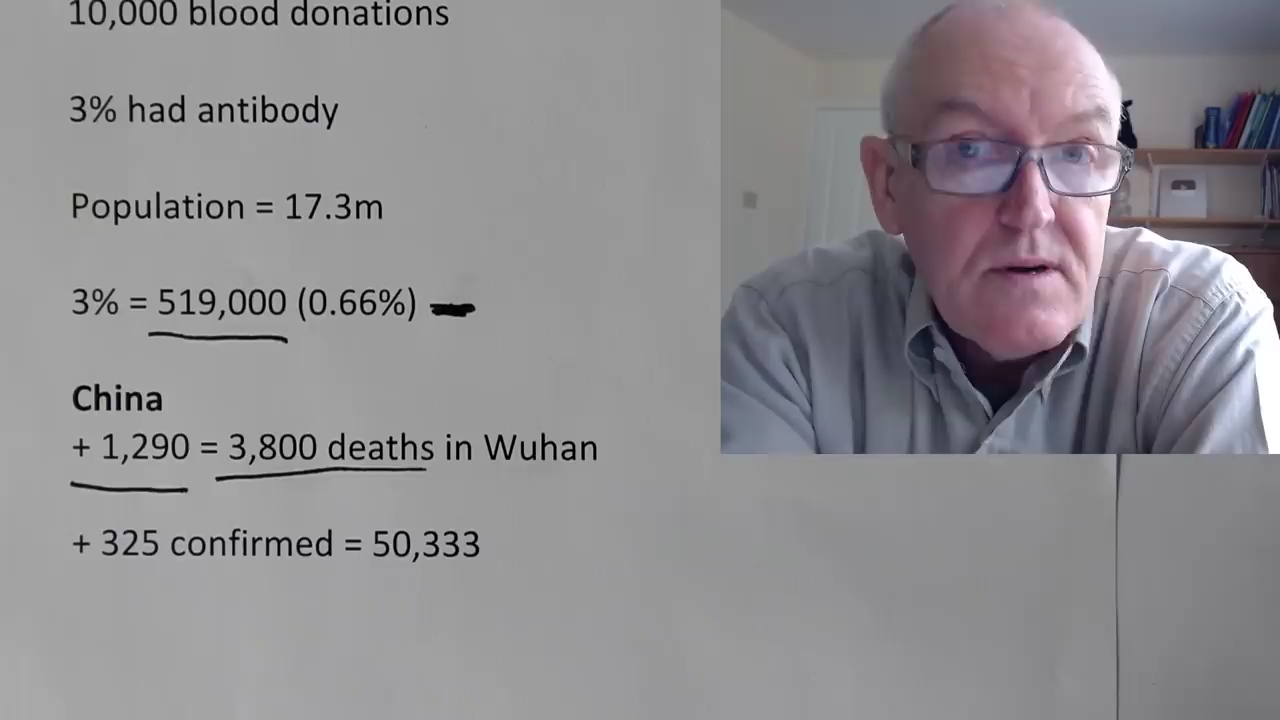 10,000 blood donations
3% had antibody
Population = 17.3m
3% = 519,000 (0.66%)
China
+ 1,290 = 3,800 deaths in Wuhan
+ 325 confirmed = 50,333